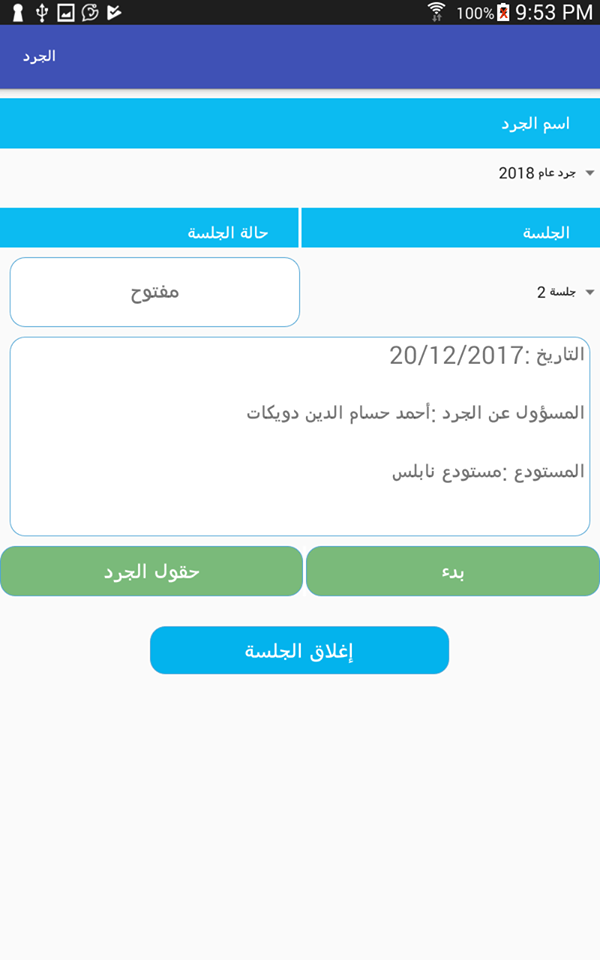 100% 9:53 PM
الجرد
اسم الجرد
جرد عام 2018
الجلسة
حالة الجلسة
جلسة 2
مفتوح
التاريخ :20/12/2017
المسؤول عن الجرد :أحمد حسام الدين دويكات
المستودع :مستودع نابلس
بدء
حقول الجرد
إغلاق الجلسة